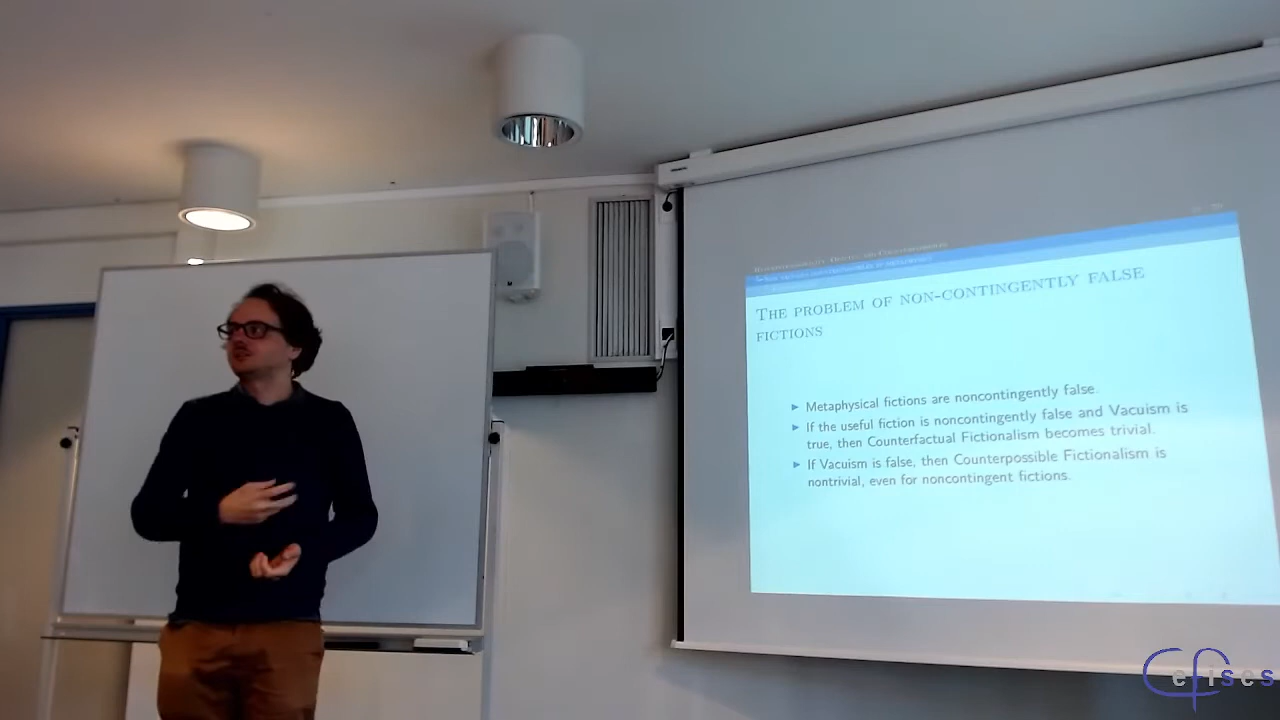 THE PROBLEM OF NON-CONTINGENTLY FALSE
FICTIONS
Metaphysical fictions are noncontingently false.
If the useful fiction is noncontingently false and Vacuism is
true, then Counterfactual Fictionalism becomes trivial.
If Vacuism is false, then Counterpossible Fictionalism is
nontrivial, even for noncontingent fictions.
Cefises